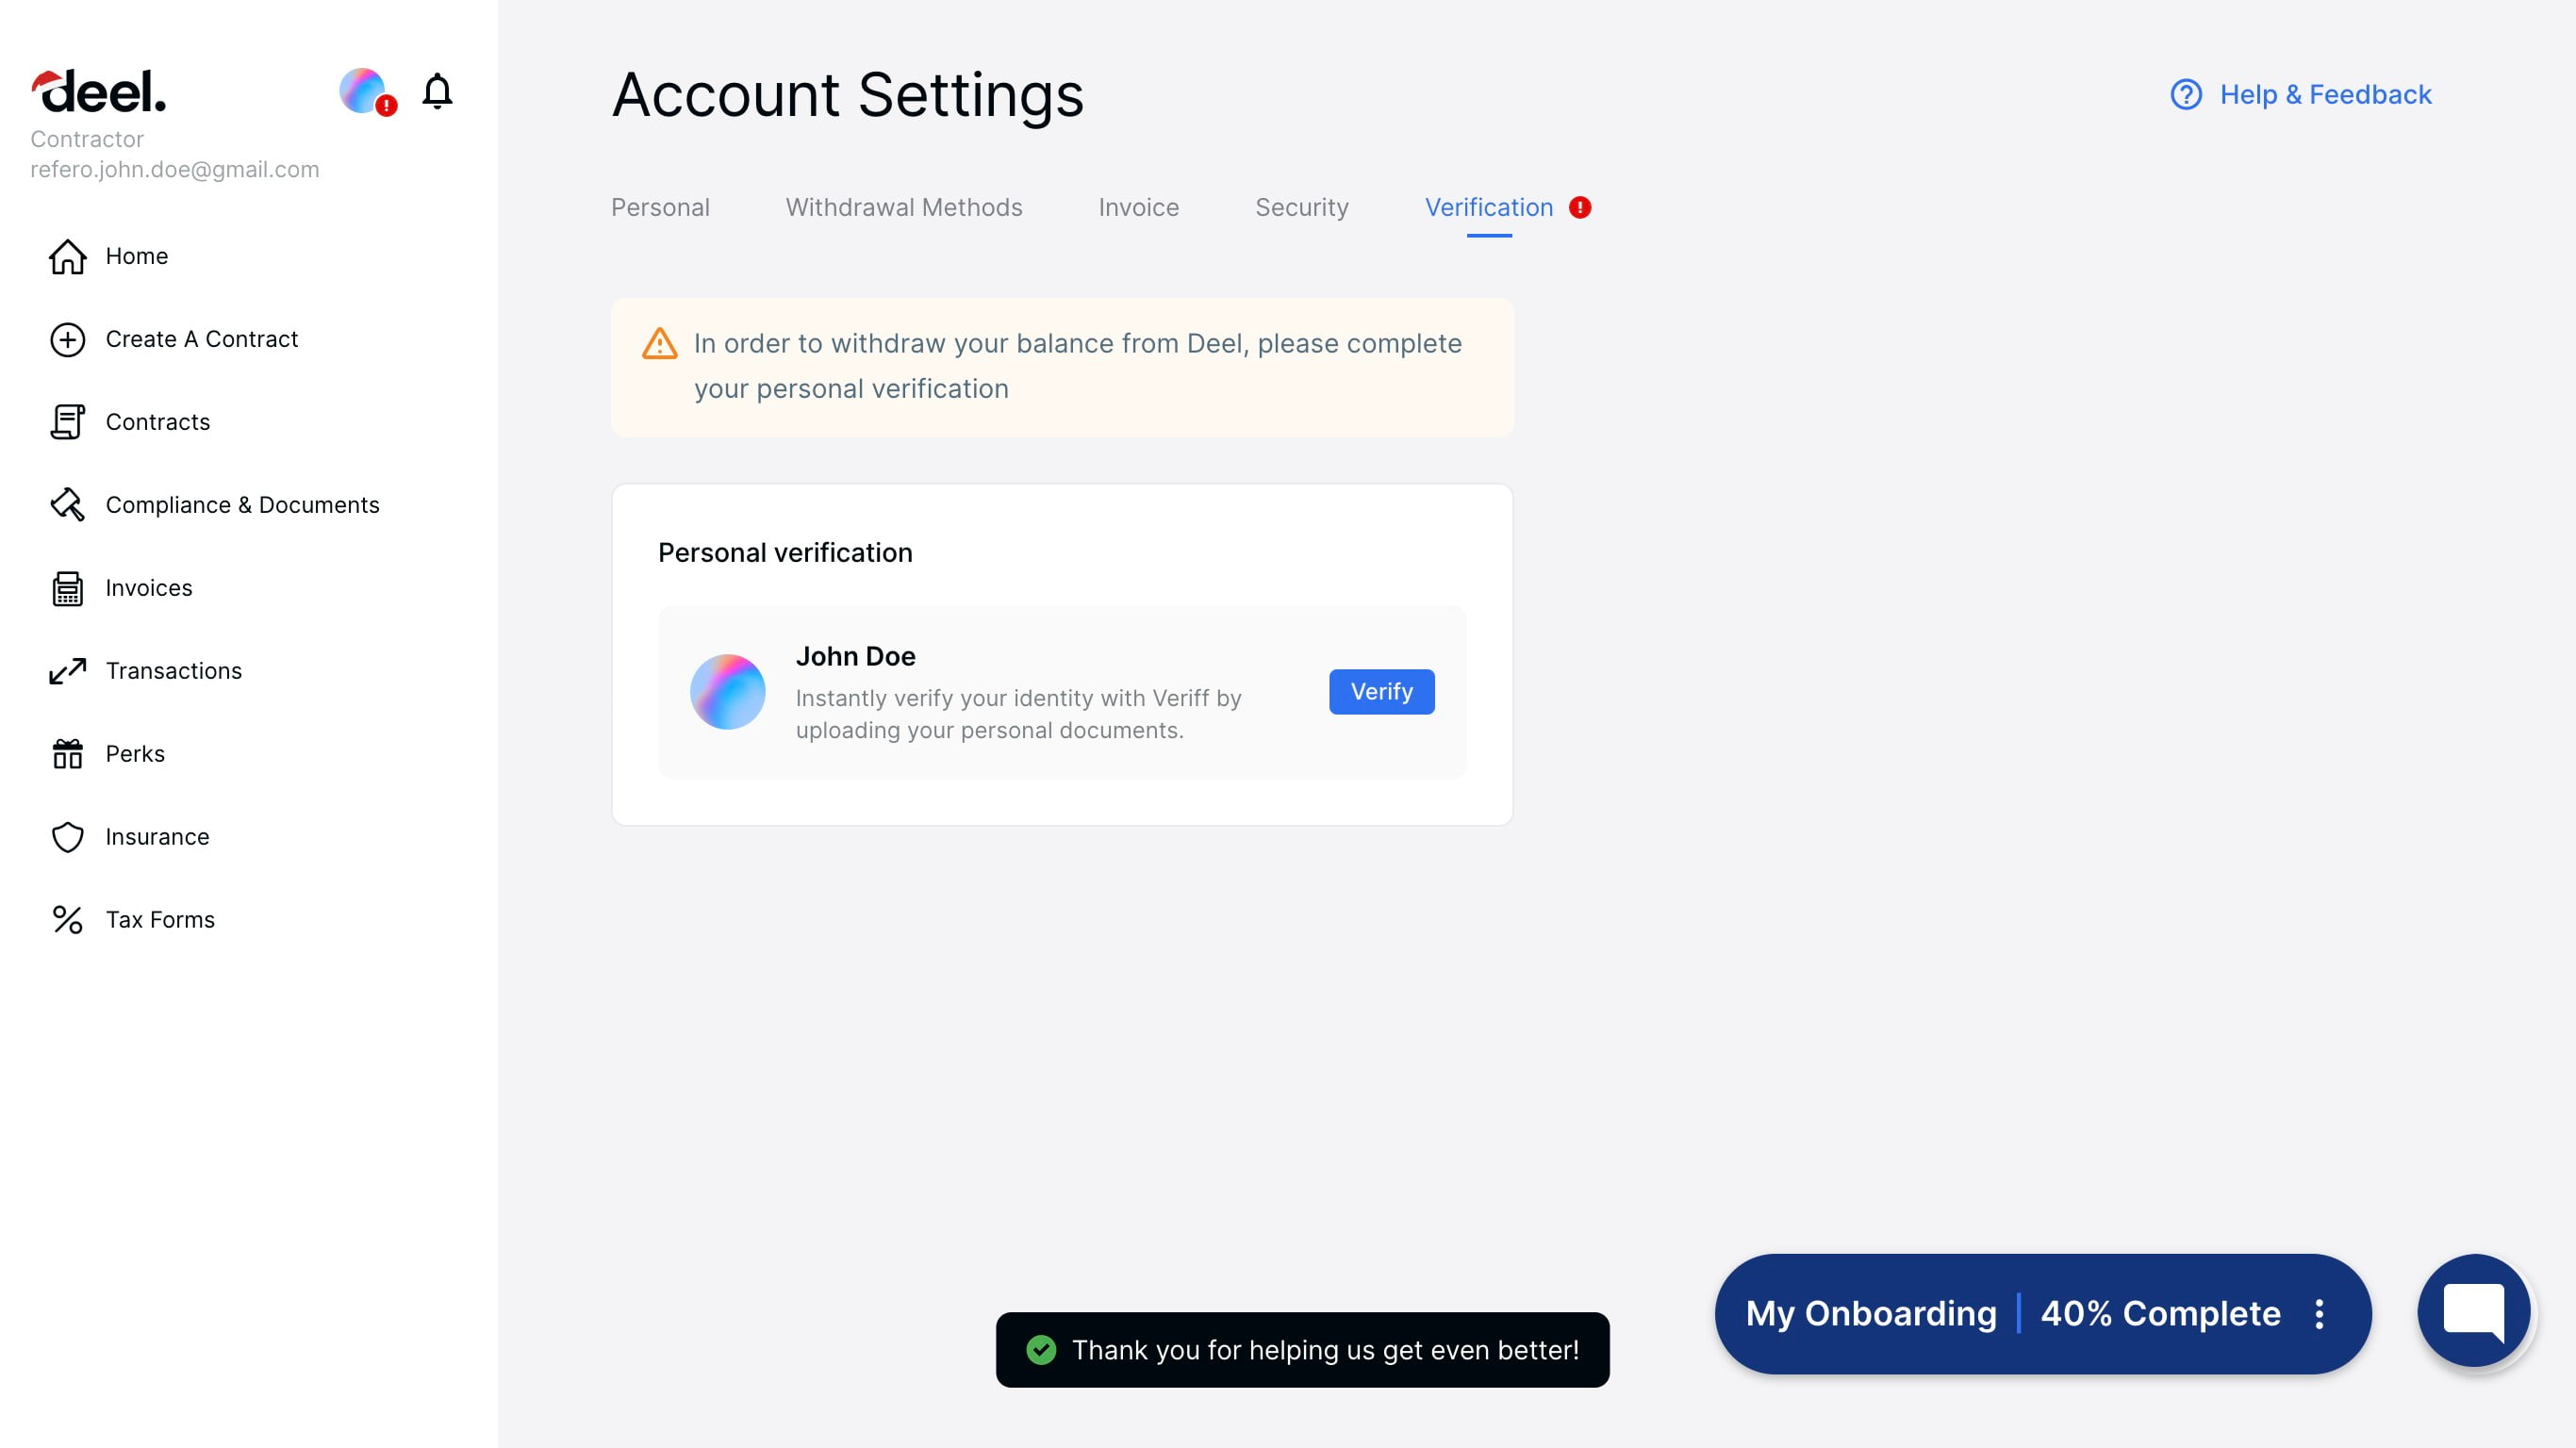 deel.
Contractor
refero.john.doe@gmail.com
Home
Create A Contract
Contracts
Compliance & Documents
Invoices
Transactions
Perks
Insurance
Tax Forms
Account Settings
Help & Feedback
Personal
Withdrawal Methods
Invoice
Security
Verification
In order to withdraw your balance from Deel, please complete
your personal verification
Personal verification
John Doe
Instantly verify your identity with Veriff by
uploading your personal documents.
Verify
My Onboarding
40% Complete
Thank you for helping us get even better!